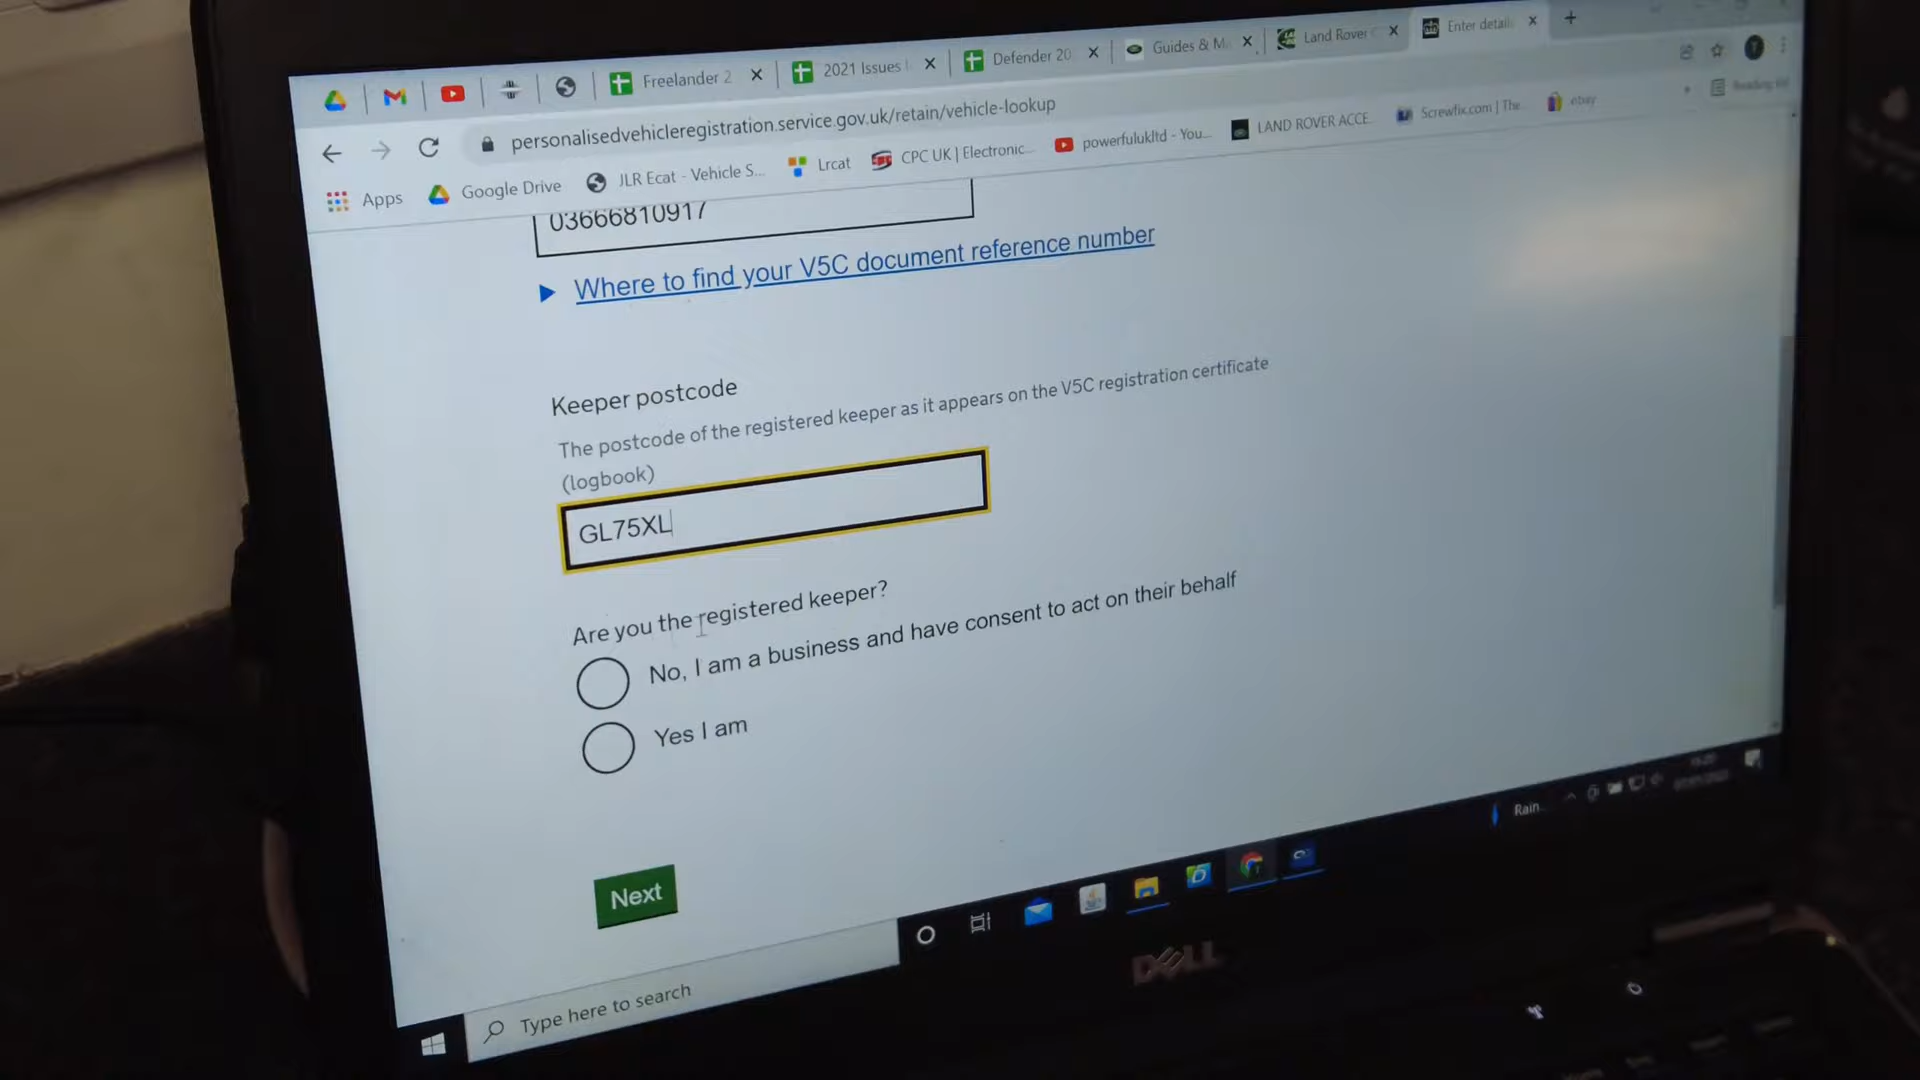 Freelander 2
2021 Issues
Defender 20
Guides & M
Land Rover
Enter details
personalisedvehicleregistration.service.gov.uk/retain/vehicle-lookup
Apps
Google Drive
JLR Ecat - Vehicle S...
Lrcat
CPC UK | Electronic...
powerfulukltd - You...
LAND ROVER ACCE...
Screwfix.com | The...
ebay
Reading list
03666810917
Where to find your V5C document reference number
Keeper postcode
The postcode of the registered keeper as it appears on the V5C registration certificate
(logbook)
GL75XL
Are you the registered keeper?
No, I am a business and have consent to act on their behalf
Yes I am
Next
Rain...
Type here to search
DELL